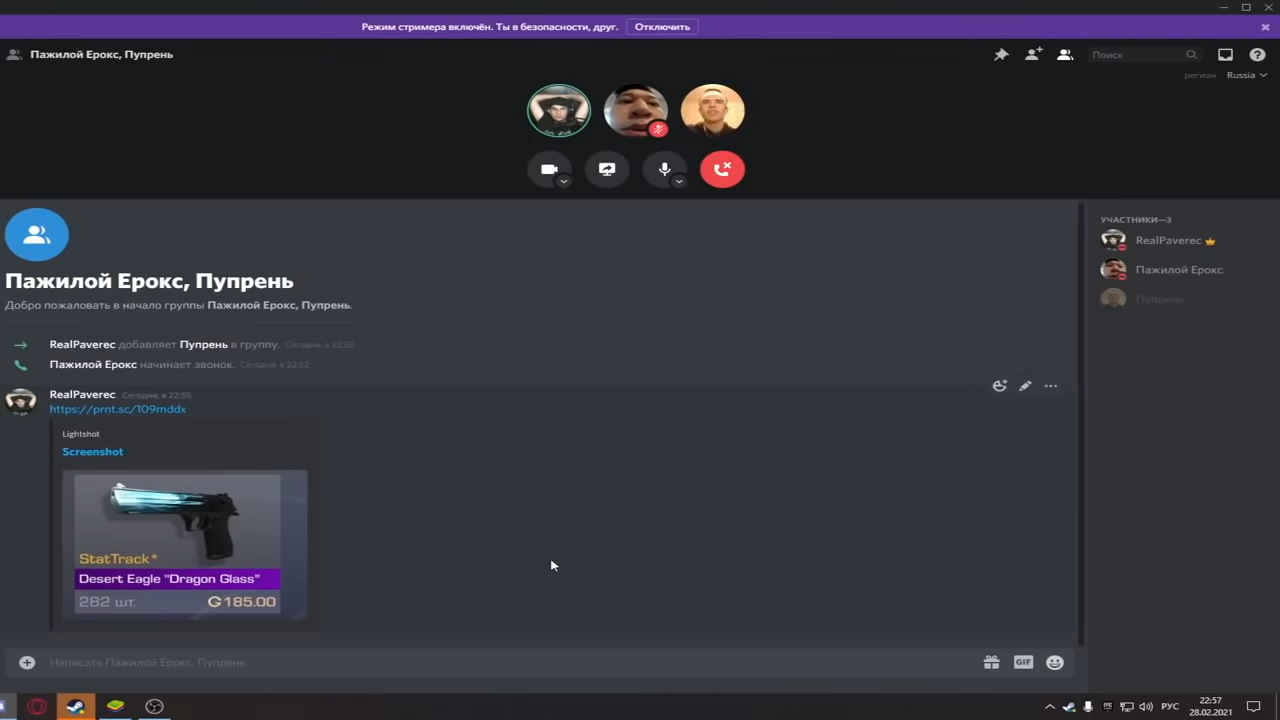 Режим стримера включён. Ты в безопасности, друг. Отключить
Пажилой Ерокс, Пупрень
Поиск
регион Russia
УЧАСТНИКИ—3
RealPaverec
Пажилой Ерокс
Пупрень
Пажилой Ерокс, Пупрень
Добро пожаловать в начало группы Пажилой Ерокс, Пупрень.
RealPaverec добавляет Пупрень в группу. Сегодня, в 22:52
Пажилой Ерокс начинает звонок. Сегодня, в 22:52
RealPaverec Сегодня, в 22:55
https://prnt.sc/109mddx
Lightshot
Screenshot
StatTrack*
Desert Eagle "Dragon Glass"
282 шт. G185.00
Написать Пажилой Ерокс, Пупрень
GIF
РУС
22:57
28.02.2021